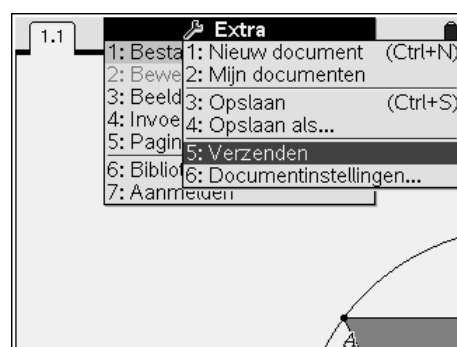 1.1
Extra
1: Besta
2: Bewe
3: Beeld
4: Invoe
5: Pagin
6: Bibliot
7: Aanmelden
1: Nieuw document (Ctrl+N)
2: Mijn documenten
3: Opslaan (Ctrl+S)
4: Opslaan als...
5: Verzenden
6: Documentinstellingen...
A